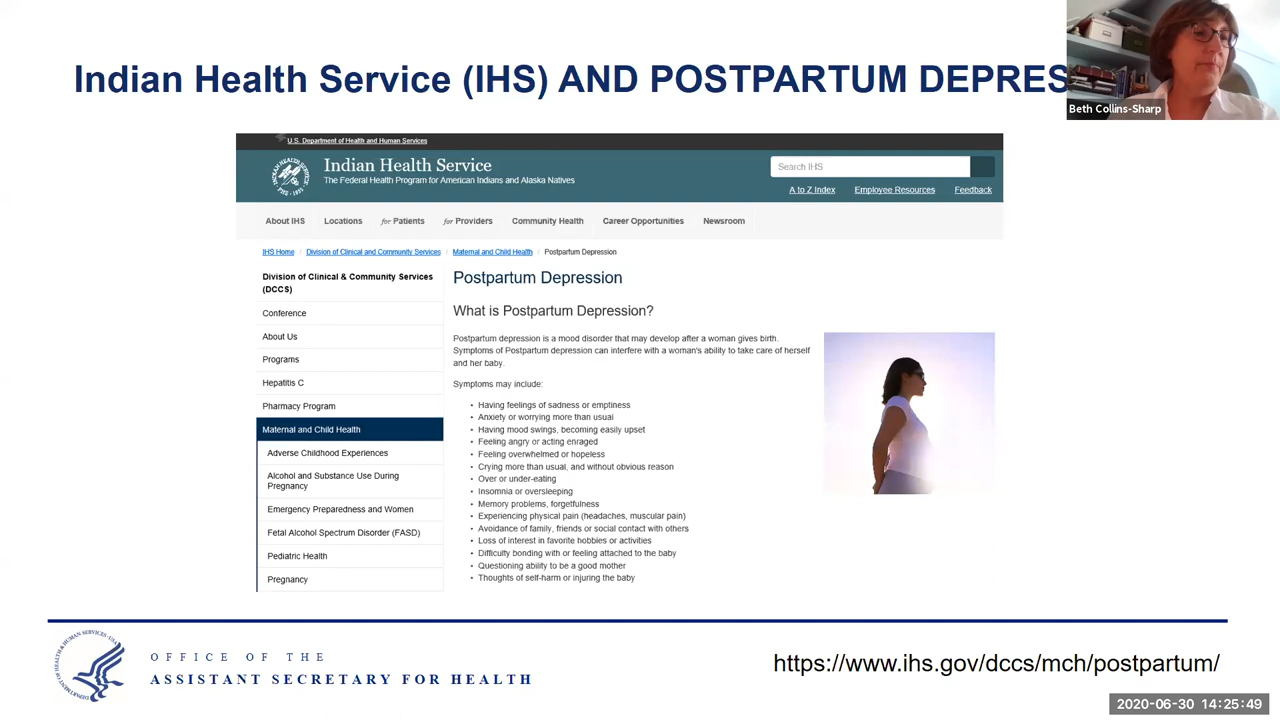 Indian Health Service (IHS) AND POSTPARTUM DEPRES
Beth Collins-Sharp
U.S. Department of Health and Human Services
Indian Health Service
The Federal Health Program for American Indians and Alaska Natives
Search IHS
A to Z Index
Employee Resources
Feedback
About IHS
Locations
for Patients
for Providers
Community Health
Career Opportunities
Newsroom
IHS Home / Division of Clinical and Community Services / Maternal and Child Health / Postpartum Depression
Division of Clinical & Community Services
(DCCS)
Conference
About Us
Programs
Hepatitis C
Pharmacy Program
Maternal and Child Health
Adverse Childhood Experiences
Alcohol and Substance Use During
Pregnancy
Emergency Preparedness and Women
Fetal Alcohol Spectrum Disorder (FASD)
Pediatric Health
Pregnancy
Postpartum Depression
What is Postpartum Depression?
Postpartum depression is a mood disorder that may develop after a woman gives birth.
Symptoms of Postpartum depression can interfere with a woman's ability to take care of herself
and her baby.
Symptoms may include:
• Having feelings of sadness or emptiness
• Anxiety or worrying more than usual
• Having mood swings, becoming easily upset
• Feeling angry or acting enraged
• Feeling overwhelmed or hopeless
• Crying more than usual, and without obvious reason
• Over or under-eating
• Insomnia or oversleeping
• Memory problems, forgetfulness
• Experiencing physical pain (headaches, muscular pain)
• Avoidance of family, friends or social contact with others
• Loss of interest in favorite hobbies or activities
• Difficulty bonding with or feeling attached to the baby
• Questioning ability to be a good mother
• Thoughts of self-harm or injuring the baby
OFFICE OF THE
ASSISTANT SECRETARY FOR HEALTH
https://www.ihs.gov/dccs/mch/postpartum/
2020-06-30 14:25:49